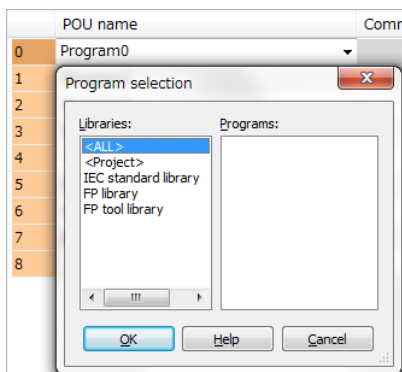 POU name
Comm
0
Program0
1
2
3
4
5
6
7
8
Program selection
Libraries:
Programs:
<ALL>
<Project>
IEC standard library
FP library
FP tool library
OK
Help
Cancel